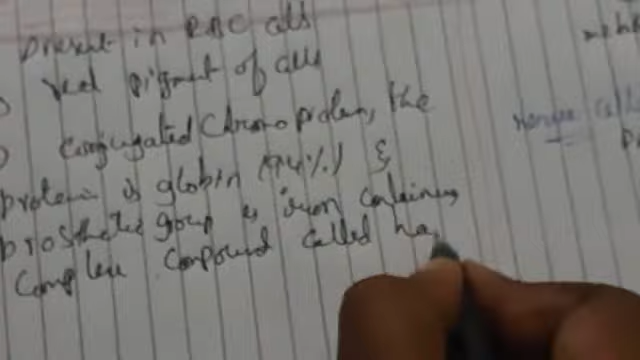 present in RBC cells
red pigment of cells
Conjugated Chromoprotein, the
protein is globin (94%) &
prosthetic group is iron containing
Complex Compound Called ha